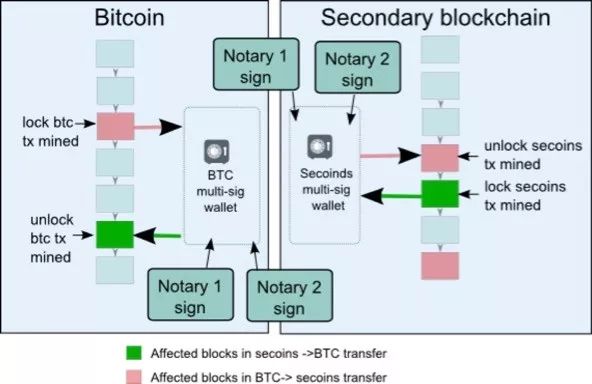 Bitcoin
Secondary blockchain
Notary 1
sign
Notary 2
sign
lock btc
tx mined
BTC
multi-sig
wallet
Secoinds
multi-sig
wallet
unlock secoins
tx mined
lock secoins
tx mined
unlock
btc tx
mined
Notary 1
sign
Notary 2
sign
Affected blocks in secoins ->BTC transfer
Affected blocks in BTC-> secoins transfer